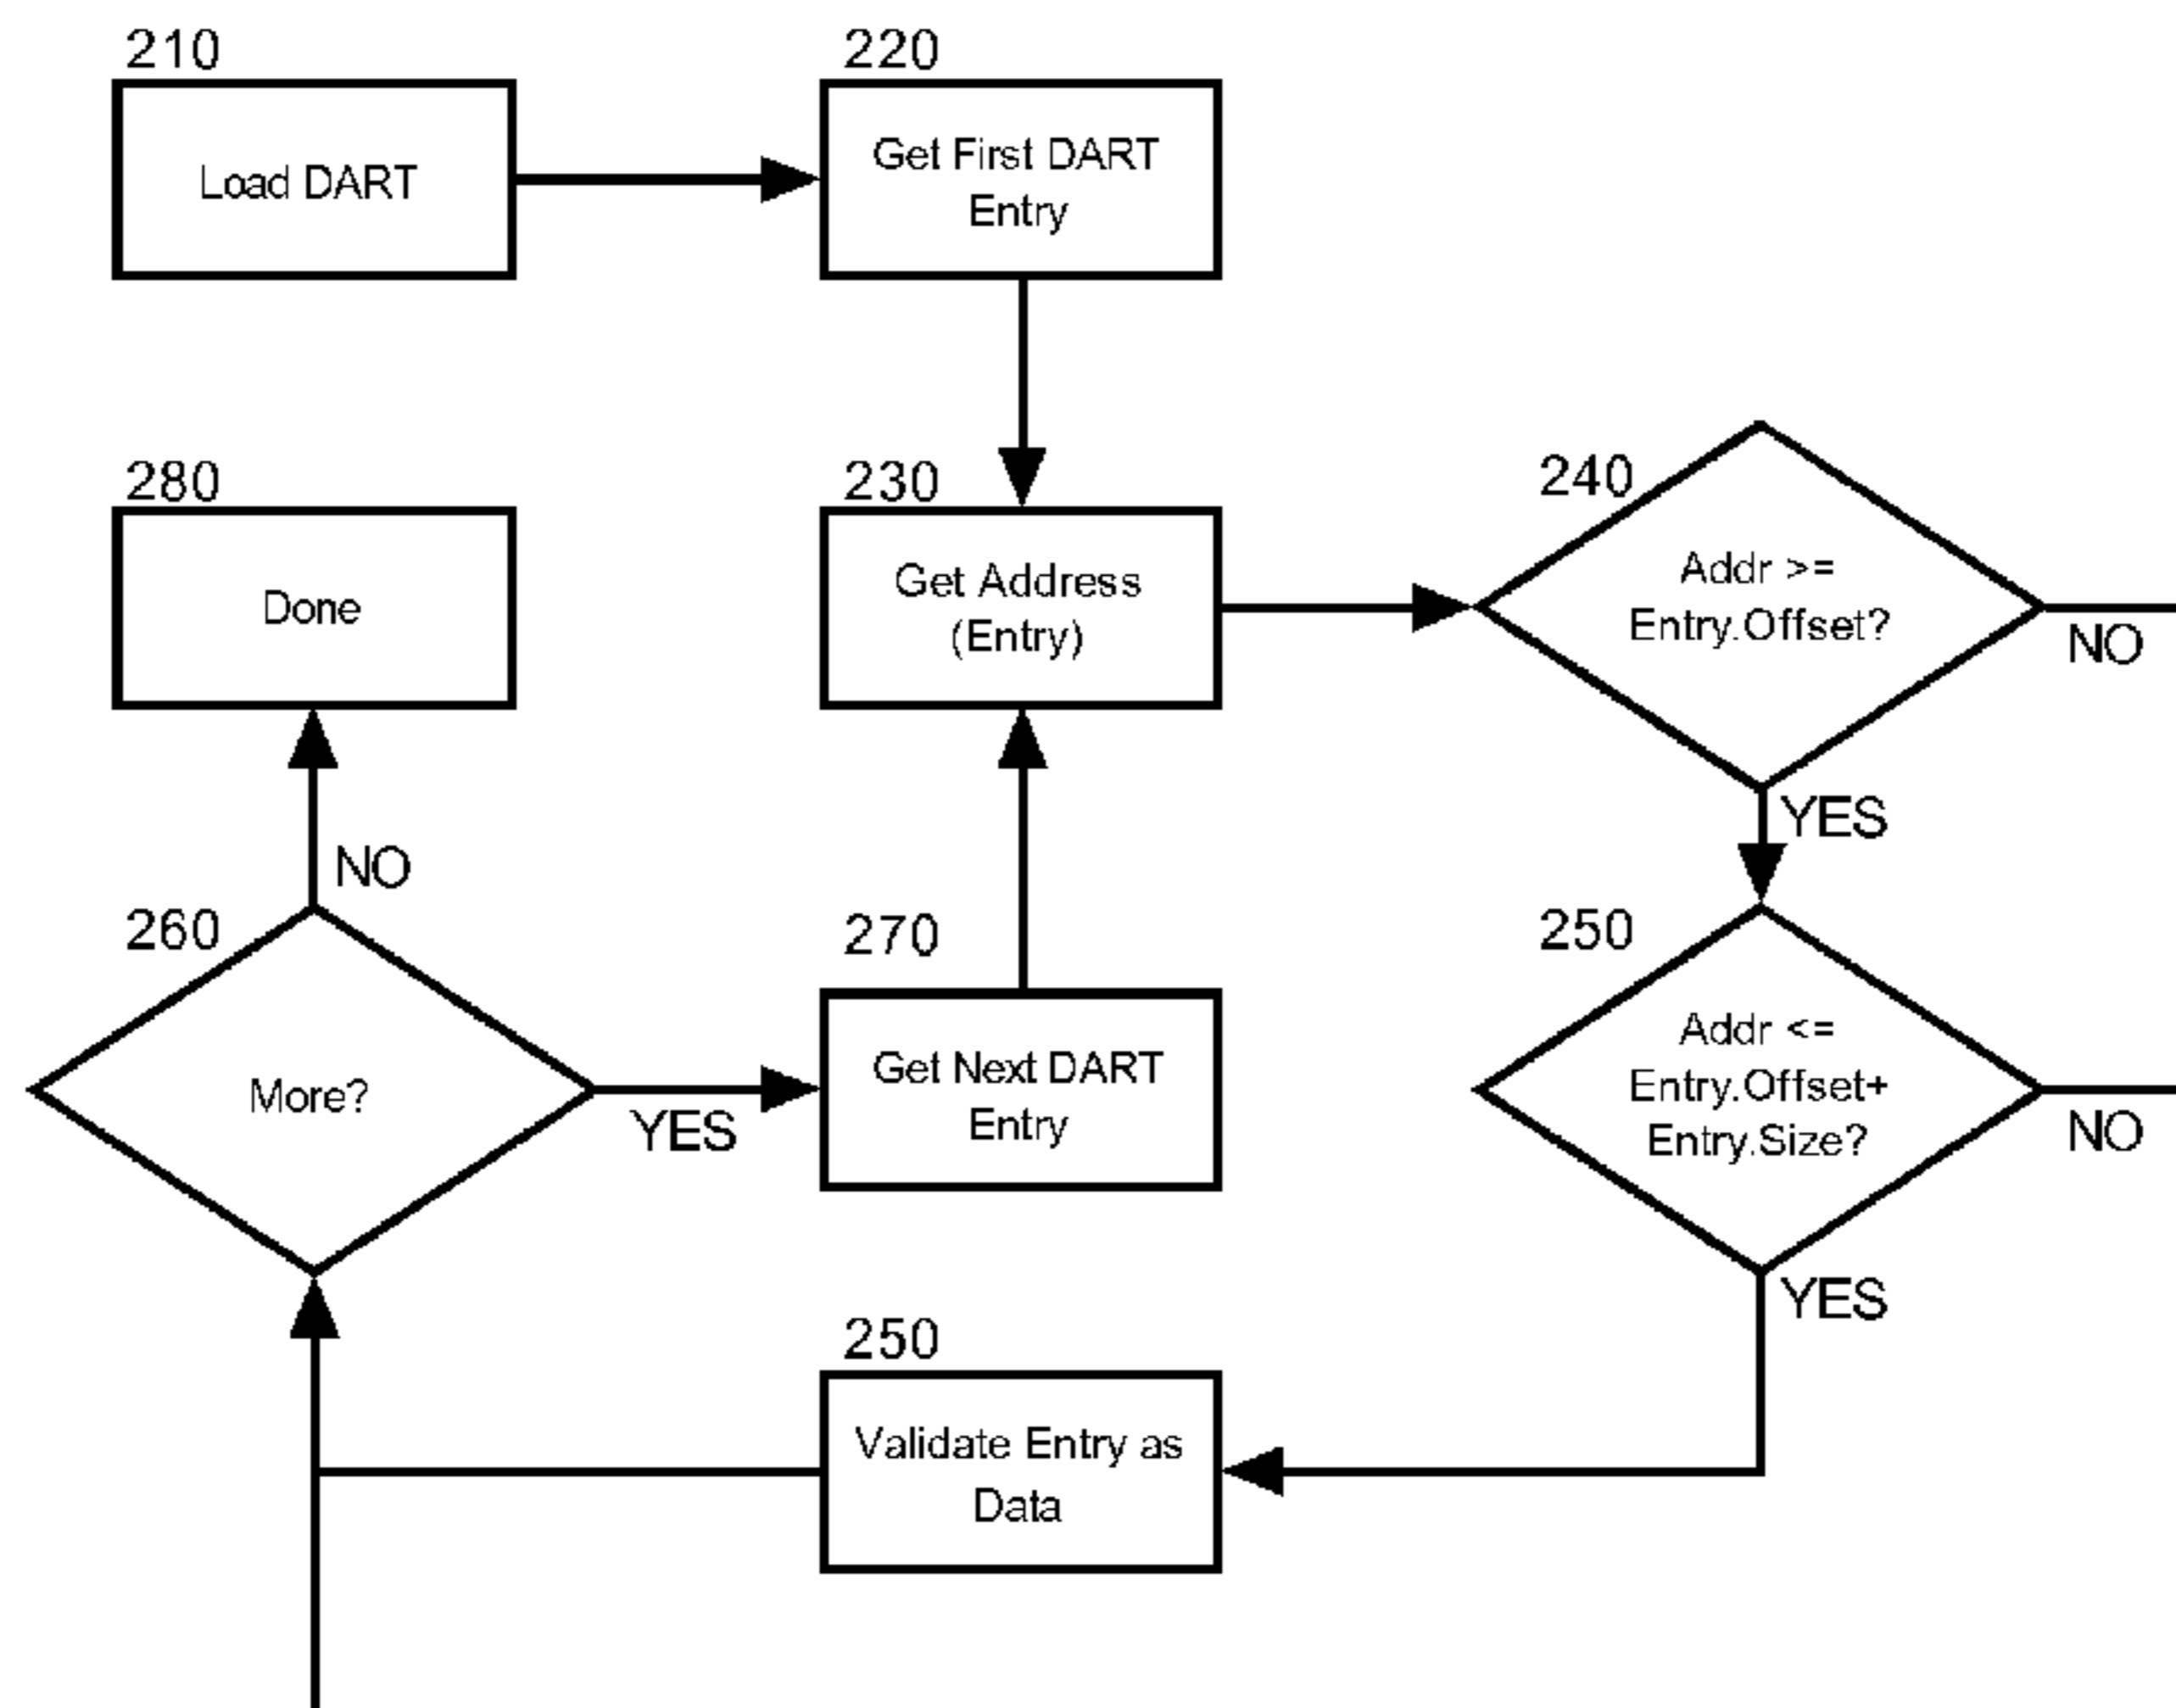 210
Load DART
220
Get First DART
Entry
280
Done
230
Get Address
(Entry)
240
Addr >=
Entry.Offset?
NO
YES
NO
260
More?
YES
270
Get Next DART
Entry
250
Addr <=
Entry.Offset+
Entry.Size?
NO
YES
250
Validate Entry as
Data